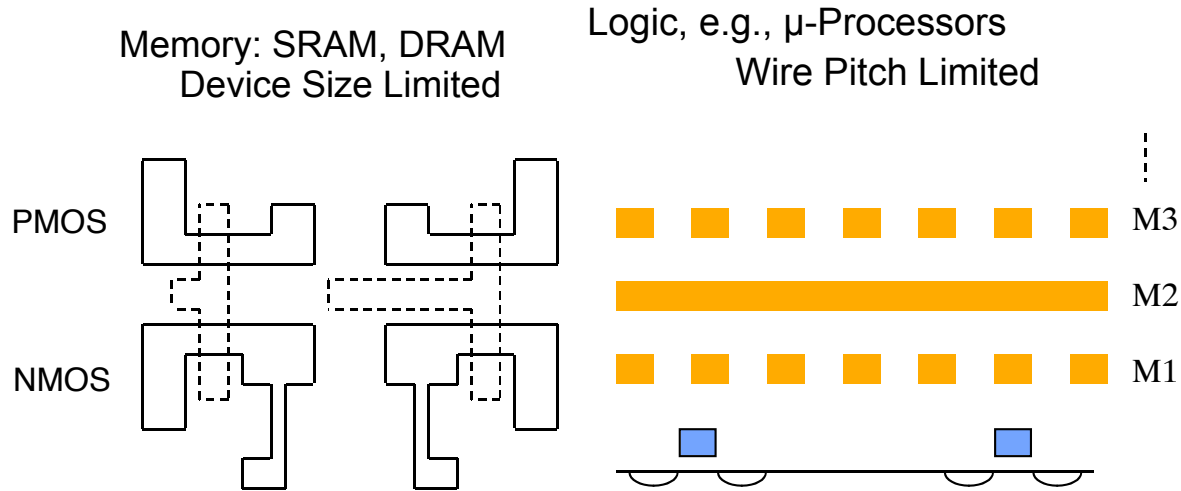 Memory: SRAM, DRAM
Device Size Limited
Logic, e.g., μ-Processors
Wire Pitch Limited
PMOS
NMOS
M3
M2
M1